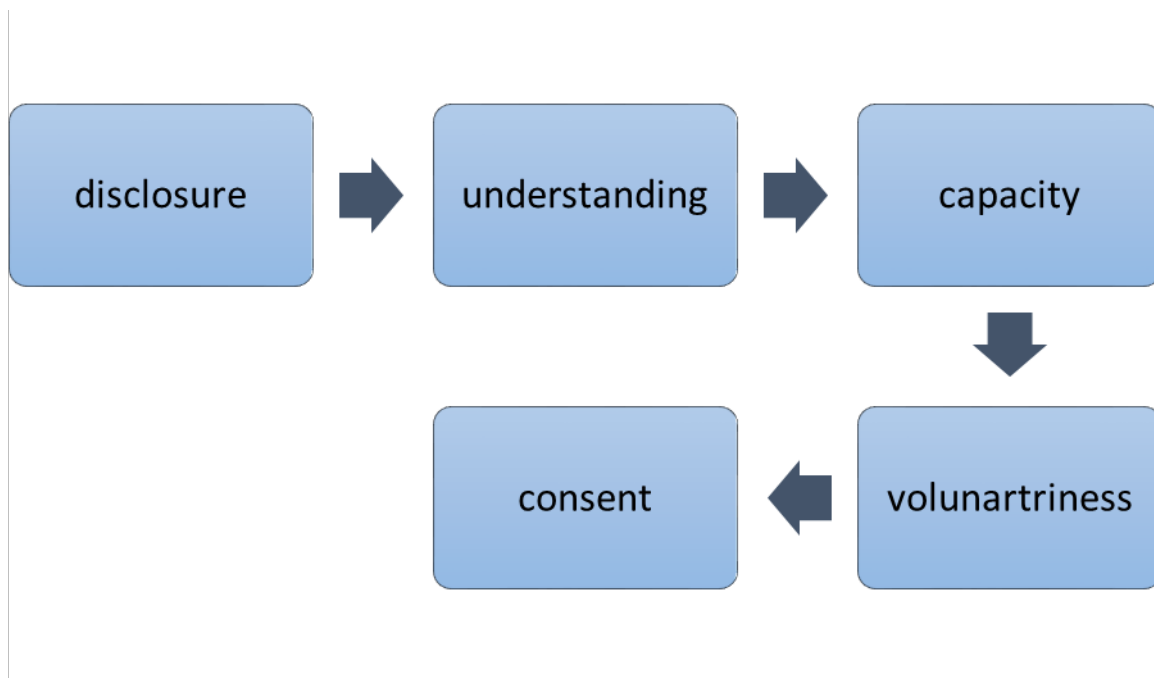 disclosure
understanding
capacity
volunartriness
consent